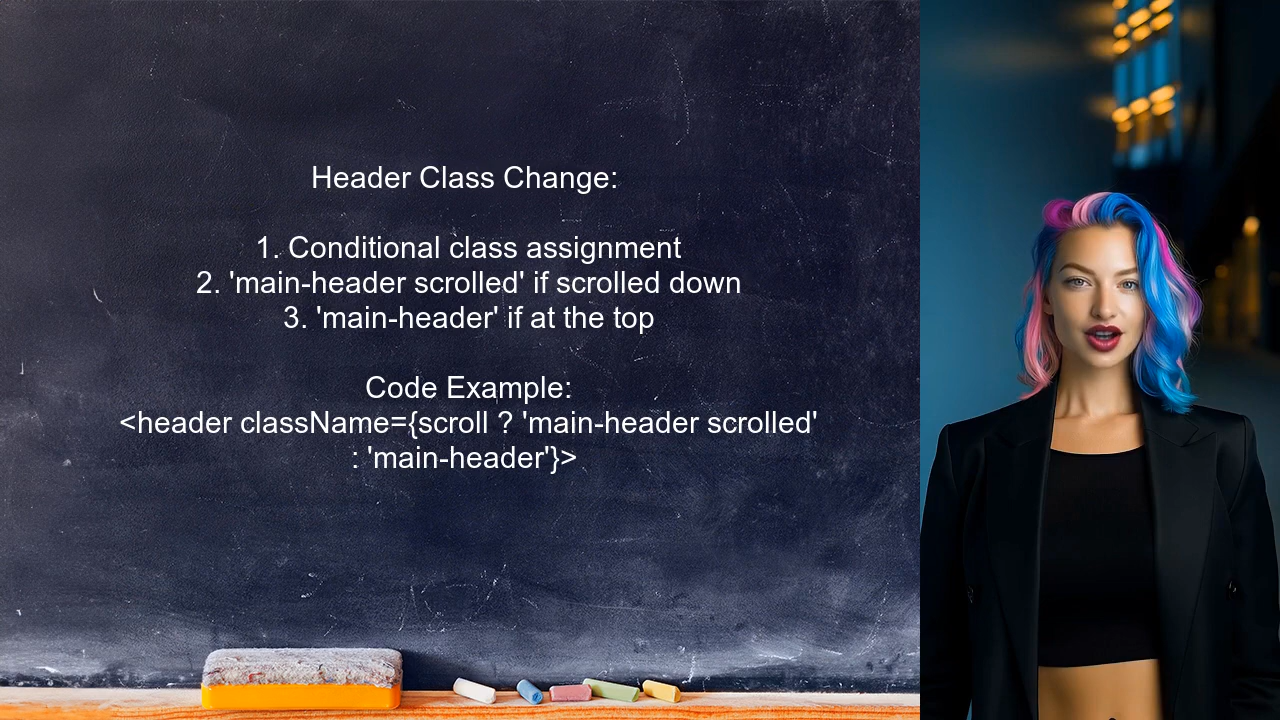 Header Class Change:
1. Conditional class assignment
2. 'main-header scrolled' if scrolled down
3. 'main-header' if at the top
Code Example:
<header className={scroll ? 'main-header scrolled'
: 'main-header'}>